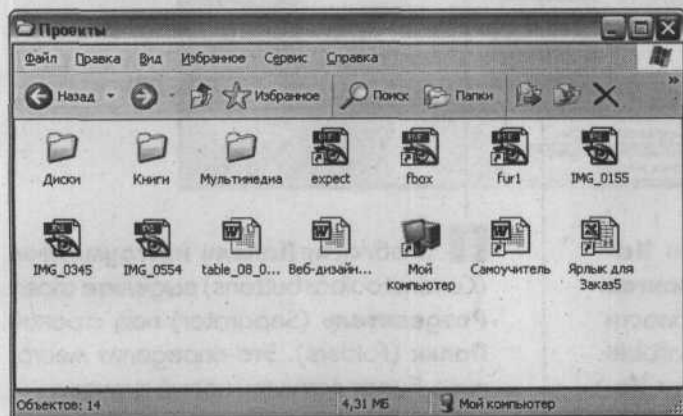 Проекты
Файл Правка Вид Избранное Сервис Справка
Назад Избранное Поиск Папки »
Диски Книги Мультимедиа expect fbox fur1 IMG_0155
IMG_0345 IMG_0554 table_08_0... Веб-дизайн... Мой компьютер Самоучитель Ярлык для Заказ5
Объектов: 14 4,31 МБ Мой компьютер